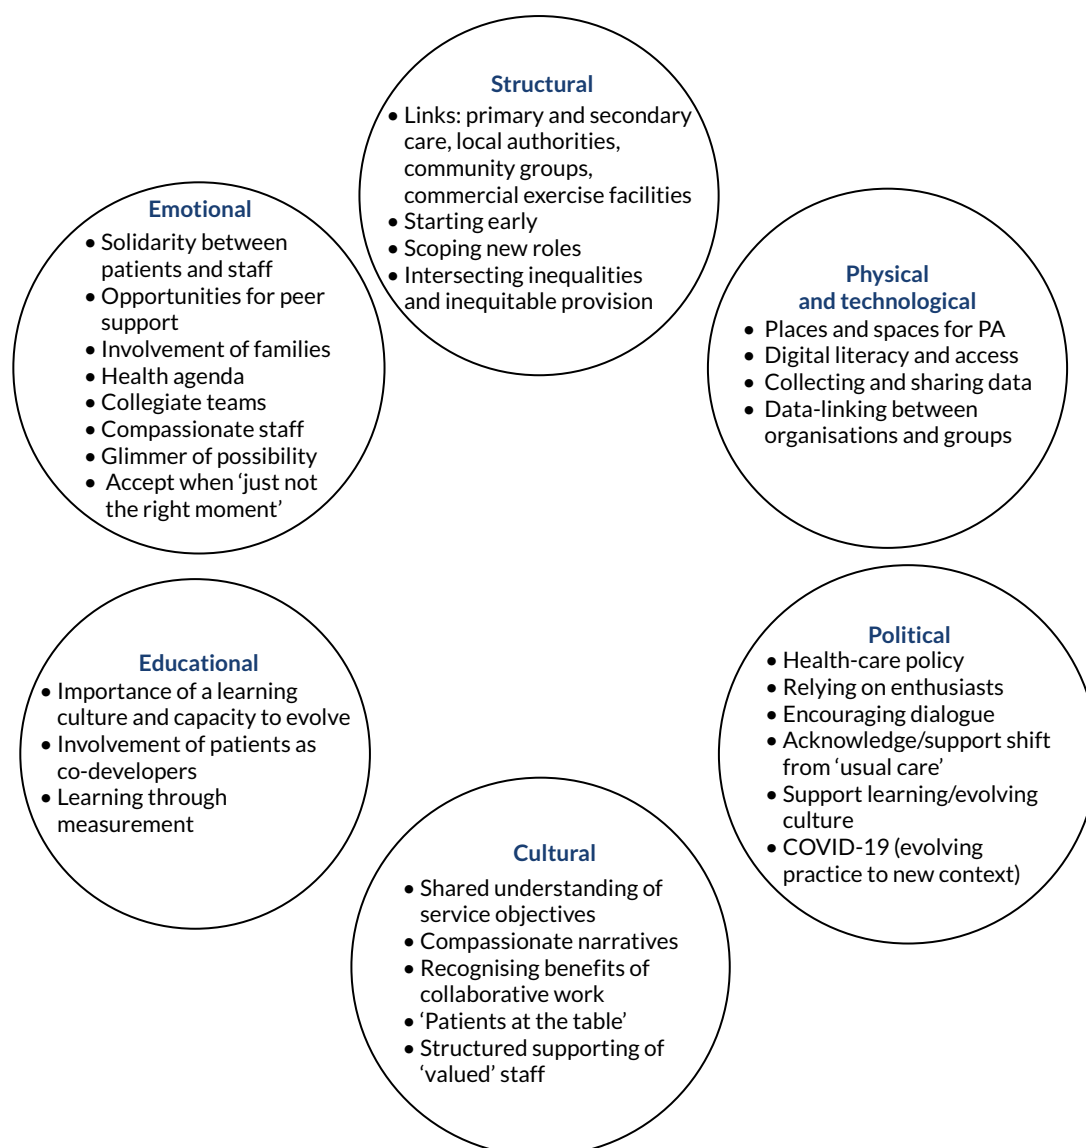 Structural
• Links: primary and secondary
care, local authorities,
community groups,
commercial exercise facilities
• Starting early
• Scoping new roles
• Intersecting inequalities
and inequitable provision
Emotional
• Solidarity between
patients and staff
• Opportunities for peer
support
• Involvement of families
• Health agenda
• Collegiate teams
• Compassionate staff
• Glimmer of possibility
• Accept when ‘just not
the right moment’
Physical
and technological
• Places and spaces for PA
• Digital literacy and access
• Collecting and sharing data
• Data-linking between
organisations and groups
Educational
• Importance of a learning
culture and capacity to evolve
• Involvement of patients as
co-developers
• Learning through
measurement
Political
• Health-care policy
• Relying on enthusiasts
• Encouraging dialogue
• Acknowledge/support shift
from ‘usual care’
• Support learning/evolving
culture
• COVID-19 (evolving
practice to new context)
Cultural
• Shared understanding of
service objectives
• Compassionate narratives
• Recognising benefits of
collaborative work
• ‘Patients at the table’
• Structured supporting of
‘valued’ staff